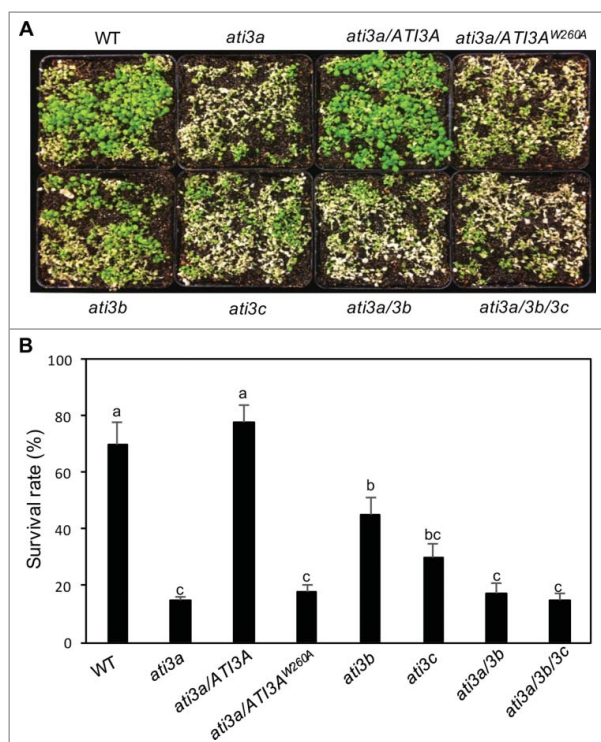 A
WT ati3a ati3a/ATI3A ati3a/ATI3A^W260A
ati3b ati3c ati3a/3b ati3a/3b/3c
B
100
80
60
40
20
0
Survival rate (%)
a c a c b bc c c
WT ati3a ati3a/ATI3A ati3a/ATI3A^W260A ati3b ati3c ati3a/3b ati3a/3b/3c